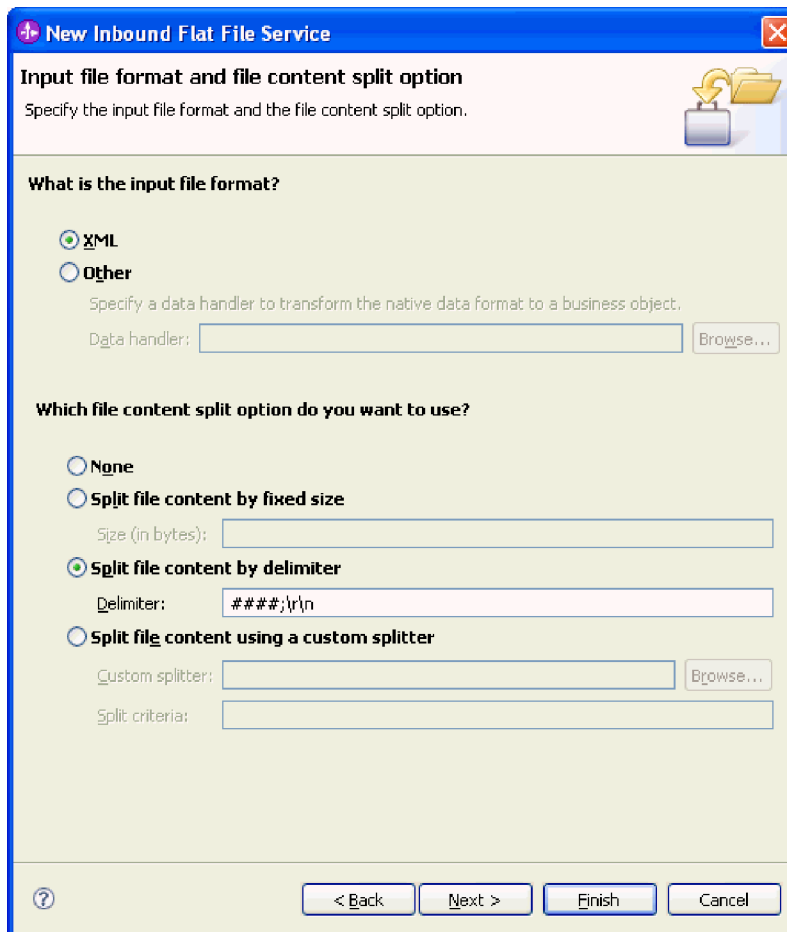 New Inbound Flat File Service
Input file format and file content split option
Specify the input file format and the file content split option.
What is the input file format?
XML
Other
Specify a data handler to transform the native data format to a business object.
Data handler: Browse...
Which file content split option do you want to use?
None
Split file content by fixed size
Size (in bytes):
Split file content by delimiter
Delimiter: ####;\r\n
Split file content using a custom splitter
Custom splitter: Browse...
Split criteria:
? < Back Next > Finish Cancel